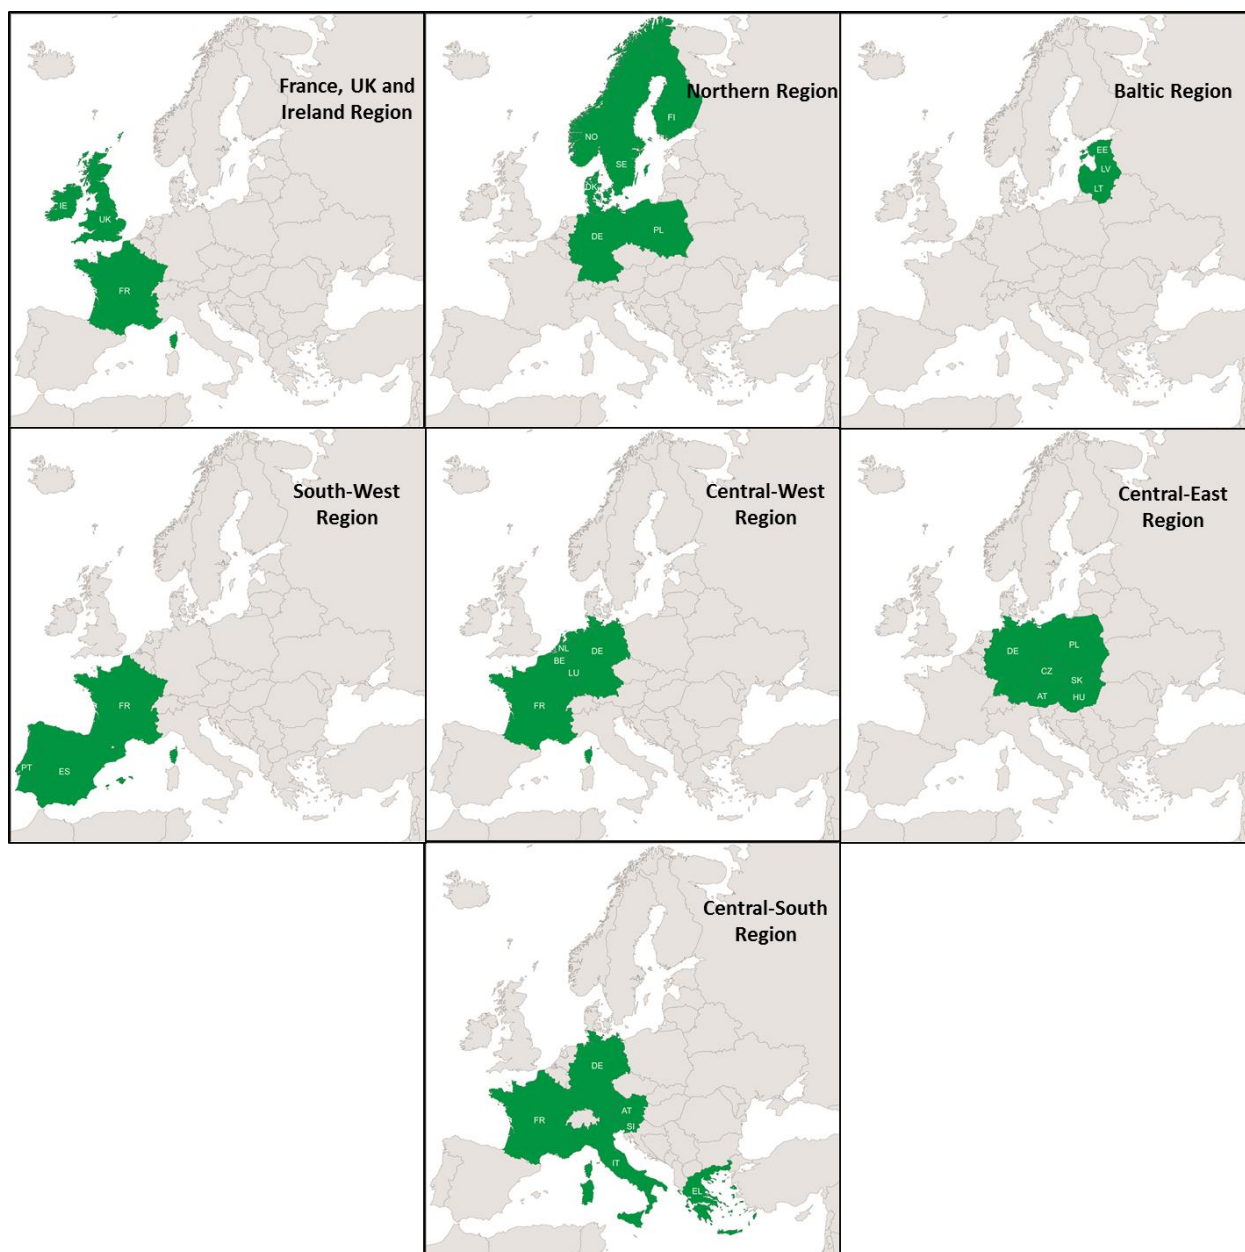 France, UK and
Ireland Region
IE
UK
FR
Northern Region
FI
NO
SE
DK
DE
PL
Baltic Region
EE
LV
LT
South-West
Region
FR
PT
ES
Central-West
Region
NL
DE
BE
LU
FR
Central-East
Region
PL
DE
CZ
SK
AT
HU
Central-South
Region
DE
AT
FR
SI
IT
EL